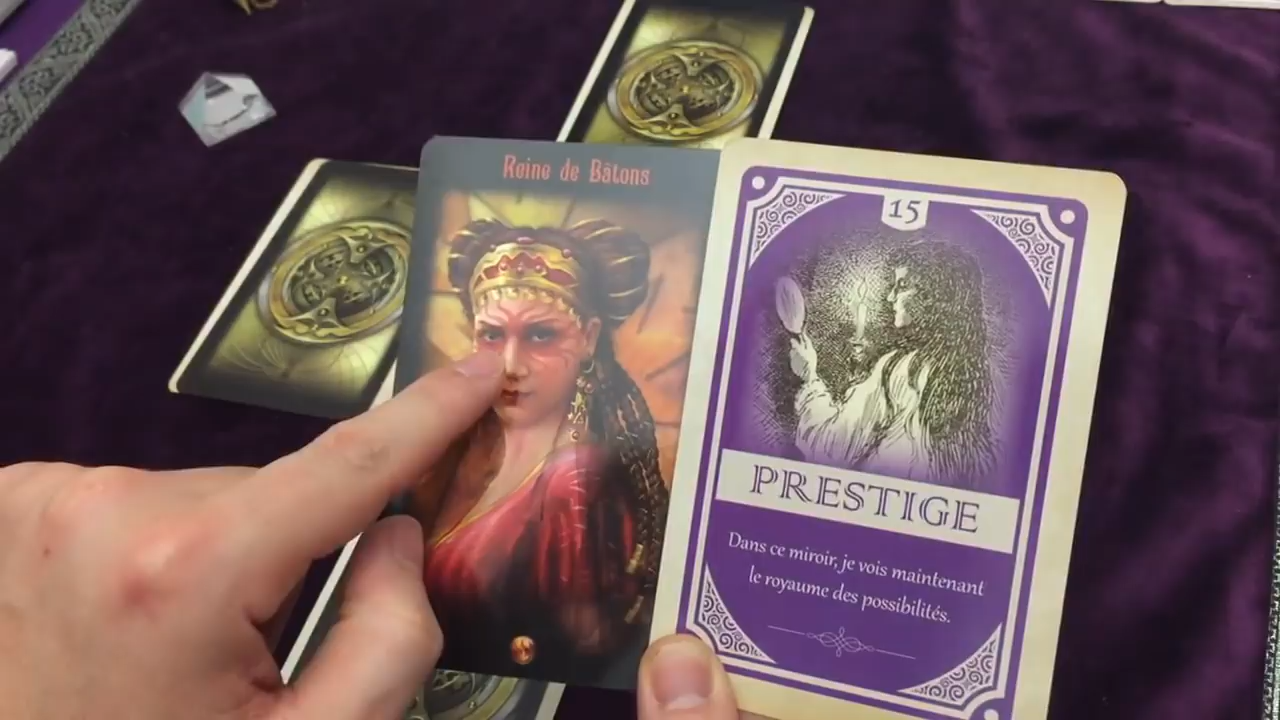 Reine de Bâtons
15
PRESTIGE
Dans ce miroir, je vois maintenant
le royaume des possibilités.